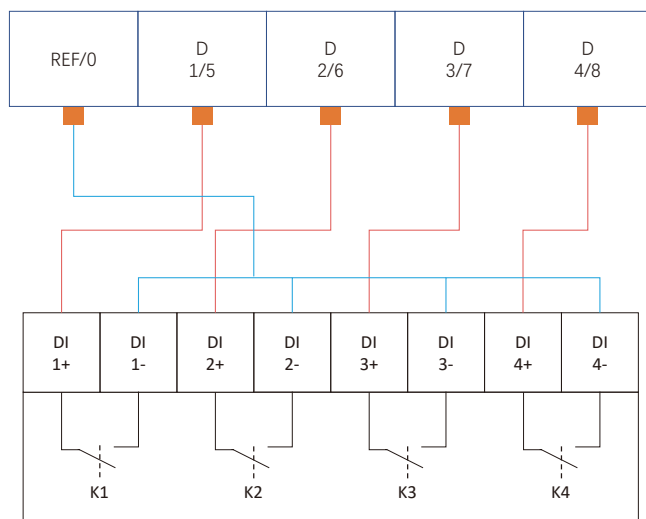 REF/0
D
1/5
D
2/6
D
3/7
D
4/8
DI
1+
DI
1-
DI
2+
DI
2-
DI
3+
DI
3-
DI
4+
DI
4-
K1
K2
K3
K4